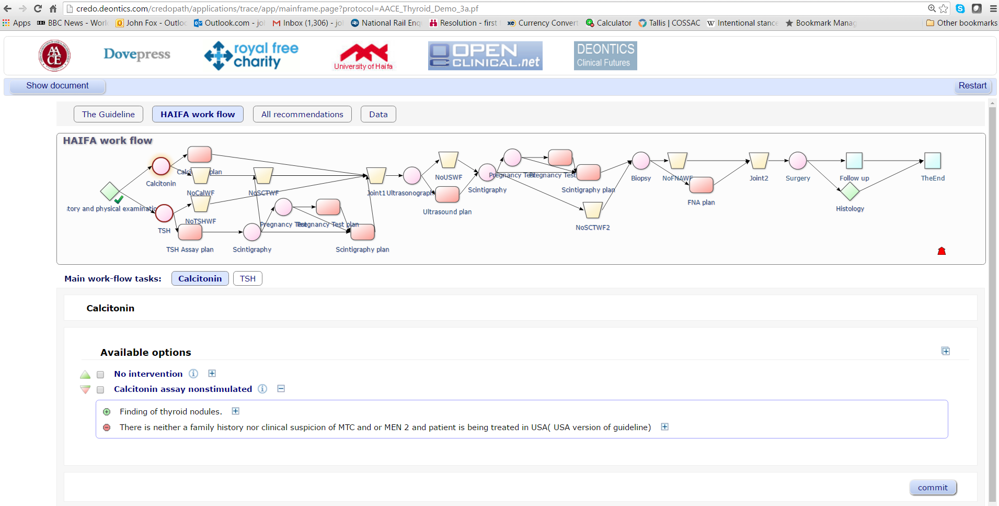 credo.deontics.com/credopath/applications/trace/app/mainframe.page?protocol=AACE_Thyroid_Demo_3a.pf
Apps BBC News - Worl John Fox - Outlo Outlook.com - jo Inbox (1,306) - jo National Rail Enq Resolution - first xe Currency Convert Calculator Tallis | COSSAC W Intentional stance Bookmark Manag Other bookmarks
AACE Dovepress royal free charity University of Haifa OPEN CLINICAL.net DEONTICS Clinical Futures
Show document Restart
The Guideline HAIFA work flow All recommendations Data
HAIFA work flow
Calcitonin
NoCalWF
NoSCTWF
tory and physical examinatio
TSH
NoTSHWF
TSH Assay plan
Scintigraphy
Pregnancy Test
Pregnancy Test plan
Scintigraphy plan
Joint1
Ultrasonograph
NoUSWF
Ultrasound plan
Scintigraphy
Pregnancy Test
Pregnancy Test
Scintigraphy plan
NoSCTWF2
Biopsy
NoFNAWF
FNA plan
Joint2
Surgery
Follow up
Histology
TheEnd
Main work-flow tasks: Calcitonin TSH
Calcitonin
Available options
No intervention
Calcitonin assay nonstimulated
Finding of thyroid nodules.
There is neither a family history nor clinical suspicion of MTC and or MEN 2 and patient is being treated in USA( USA version of guideline)
commit